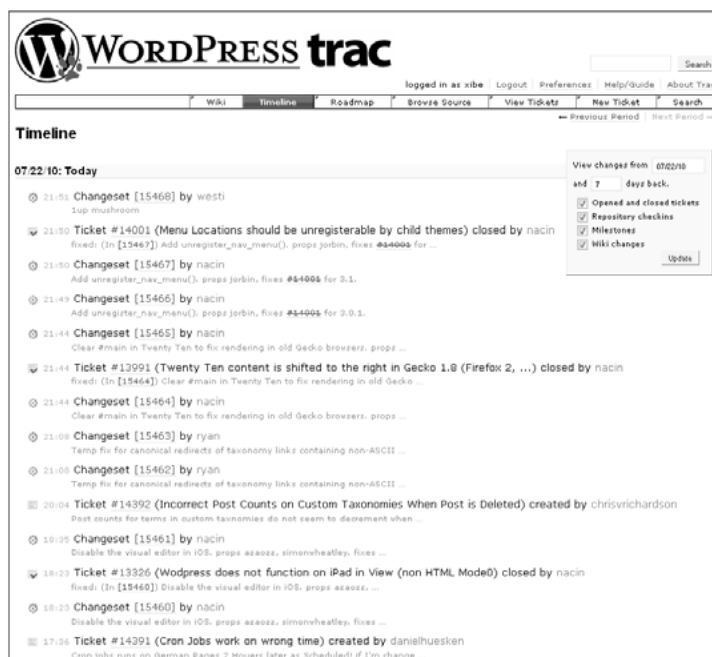 WORDPRESS trac
Search
logged in as xibe | Logout | Preferences | Help/Guide | About Trac
Wiki Timeline Roadmap Browse Source View Tickets New Ticket Search
← Previous Period | Next Period →
Timeline
View changes from 07/22/10
and 7 days back.
Opened and closed tickets
Repository checkins
Milestones
Wiki changes
Update
07/22/10: Today
21:51 Changeset [15468] by westi
1up mushroom
21:50 Ticket #14001 (Menu Locations should be unregisterable by child themes) closed by nacin
fixed: (In [15467]) Add unregister_nav_menu(). props jorbin, fixes #14001 for ...
21:50 Changeset [15467] by nacin
Add unregister_nav_menu(). props jorbin, fixes #14001 for 3.1.
21:49 Changeset [15466] by nacin
Add unregister_nav_menu(). props jorbin, fixes #14001 for 3.0.1.
21:44 Changeset [15465] by nacin
Clear #main in Twenty Ten to fix rendering in old Gecko browsers. props ...
21:44 Ticket #13991 (Twenty Ten content is shifted to the right in Gecko 1.8 (Firefox 2, ...) closed by nacin
fixed: (In [15464]) Clear #main in Twenty Ten to fix rendering in old Gecko ...
21:44 Changeset [15464] by nacin
Clear #main in Twenty Ten to fix rendering in old Gecko browsers. props ...
21:08 Changeset [15463] by ryan
Temp fix for canonical redirects of taxonomy links containing non-ASCII ...
21:08 Changeset [15462] by ryan
Temp fix for canonical redirects of taxonomy links containing non-ASCII ...
20:04 Ticket #14392 (Incorrect Post Counts on Custom Taxonomies When Post is Deleted) created by chrisvrichardson
Post counts for terms in custom taxnomies do not seem to decrement when ...
18:25 Changeset [15461] by nacin
Disable the visual editor in iOS. props azaozz, simonwheatley. fixes ...
18:23 Ticket #13326 (Wodpress does not function on iPad in View (non HTML Mode0) closed by nacin
fixed: (In [15460]) Disable the visual editor in iOS. props azaozz, ...
18:23 Changeset [15460] by nacin
Disable the visual editor in iOS. props azaozz, simonwheatley. fixes ...
17:36 Ticket #14391 (Cron Jobs work on wrong time) created by danielhuesken
Cron jobs runs on German Pages 2 Houers later as Scheduled! if I'm change